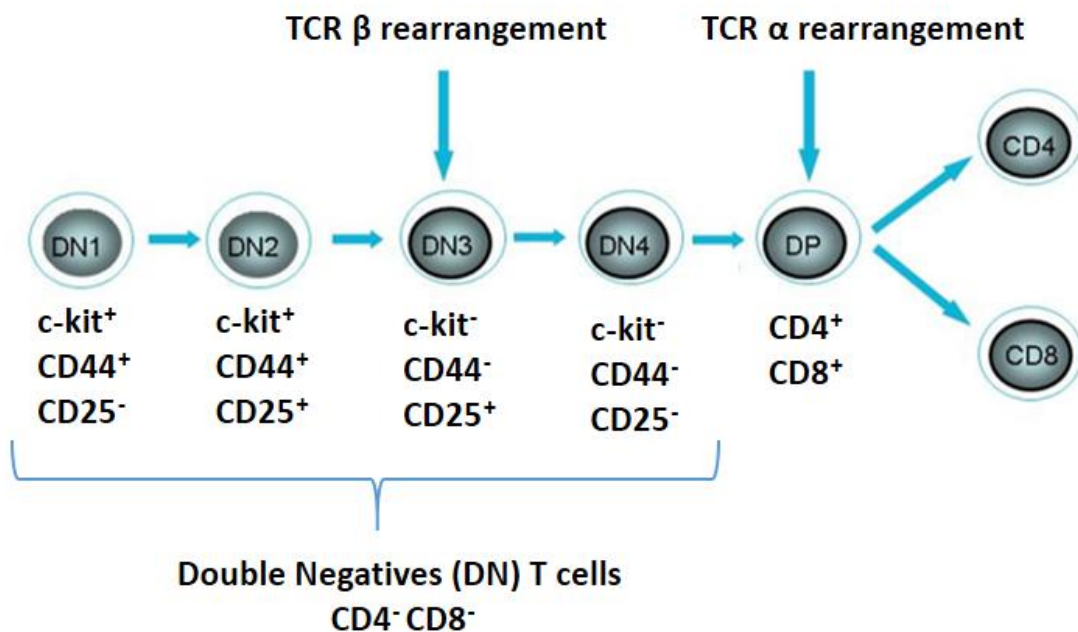 TCR β rearrangement
TCR α rearrangement
DN1
DN2
DN3
DN4
DP
CD4
CD8
c-kit⁺
CD44⁺
CD25⁻
c-kit⁺
CD44⁺
CD25⁺
c-kit⁻
CD44⁻
CD25⁺
c-kit⁻
CD44⁻
CD25⁻
CD4⁺
CD8⁺
Double Negatives (DN) T cells
CD4⁻ CD8⁻